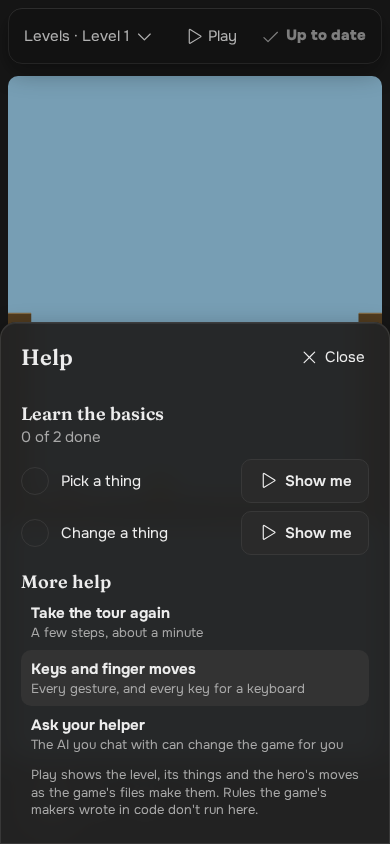 Levels · Level 1
Play
Up to date
Help
Close
Learn the basics
0 of 2 done
Pick a thing
Show me
Change a thing
Show me
More help
Take the tour again
A few steps, about a minute
Keys and finger moves
Every gesture, and every key for a keyboard
Ask your helper
The AI you chat with can change the game for you
Play shows the level, its things and the hero's moves
as the game's files make them. Rules the game's
makers wrote in code don't run here.